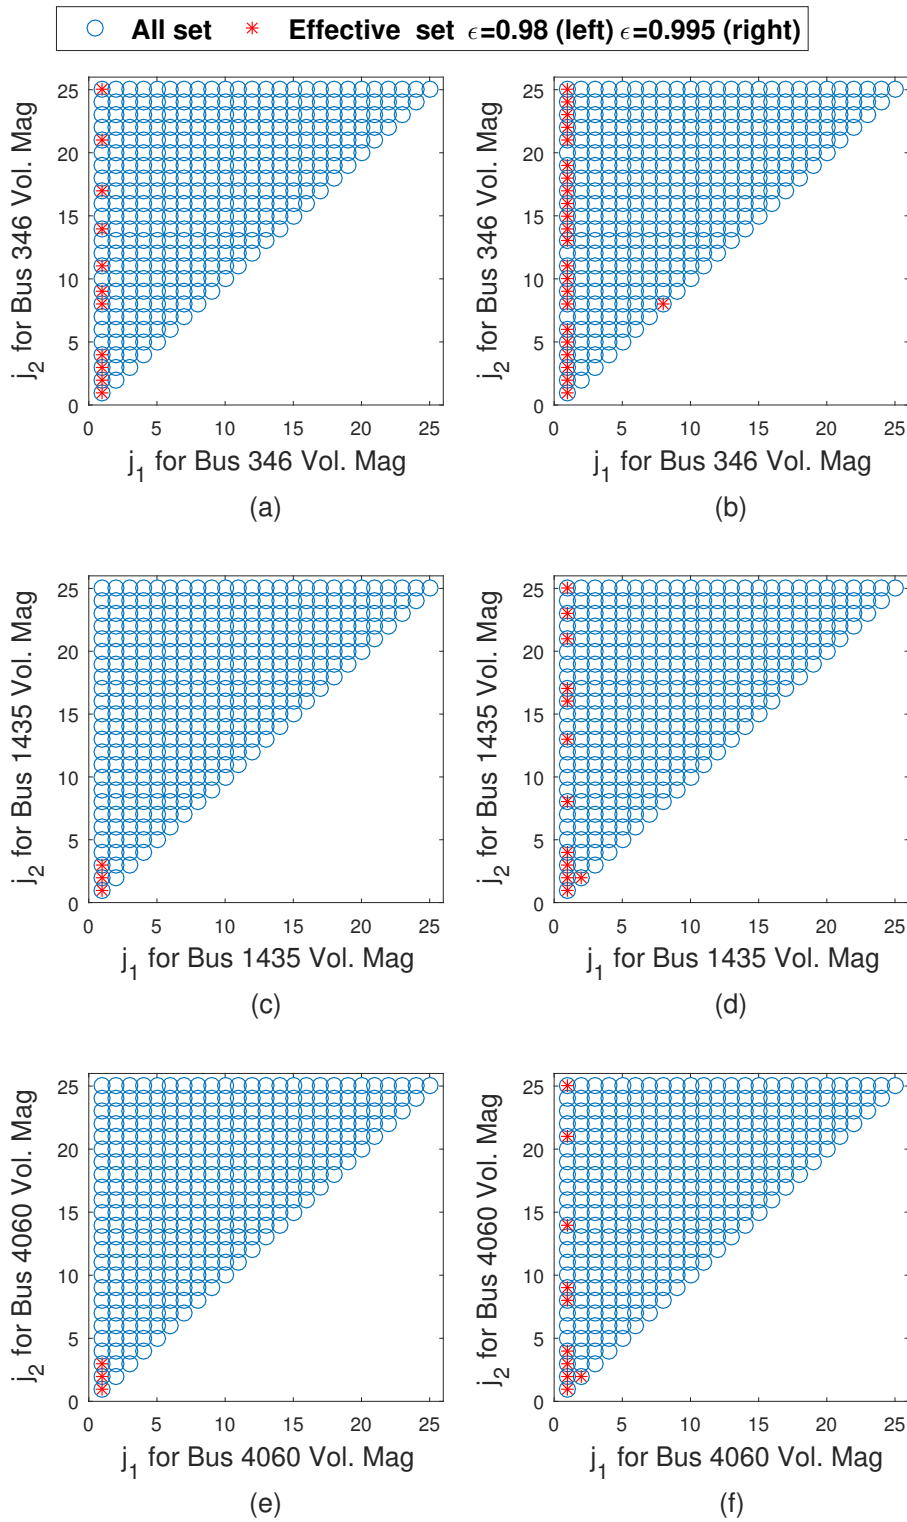 All set Effective set ϵ=0.98 (left) ϵ=0.995 (right)
25
20
15
10
5
0
0 5 10 15 20 25
j2 for Bus 346 Vol. Mag
j1 for Bus 346 Vol. Mag
(a)
25
20
15
10
5
0
0 5 10 15 20 25
j2 for Bus 346 Vol. Mag
j1 for Bus 346 Vol. Mag
(b)
25
20
15
10
5
0
0 5 10 15 20 25
j2 for Bus 1435 Vol. Mag
j1 for Bus 1435 Vol. Mag
(c)
25
20
15
10
5
0
0 5 10 15 20 25
j2 for Bus 1435 Vol. Mag
j1 for Bus 1435 Vol. Mag
(d)
25
20
15
10
5
0
0 5 10 15 20 25
j2 for Bus 4060 Vol. Mag
j1 for Bus 4060 Vol. Mag
(e)
25
20
15
10
5
0
0 5 10 15 20 25
j2 for Bus 4060 Vol. Mag
j1 for Bus 4060 Vol. Mag
(f)